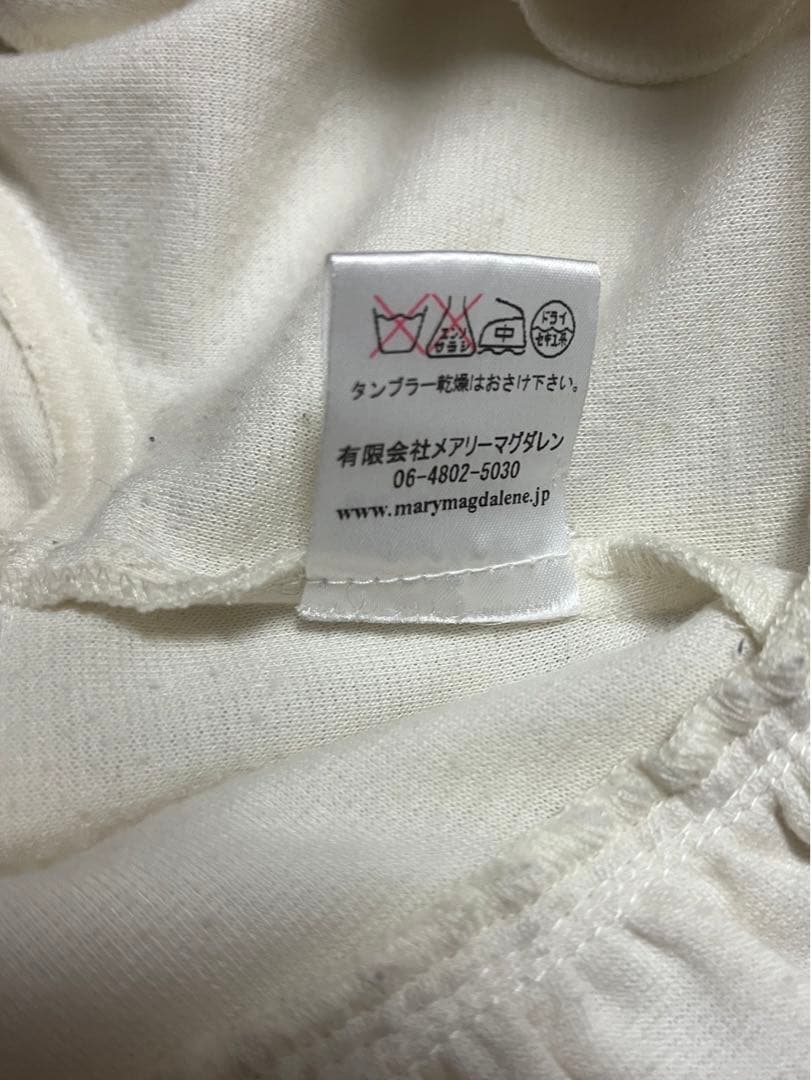 エンソ サラシ 中 ドライ セキユ系
タンブラー乾燥はおさけ下さい。
有限会社メアリーマグダレン
06-4802-5030
www.marymagdalene.jp